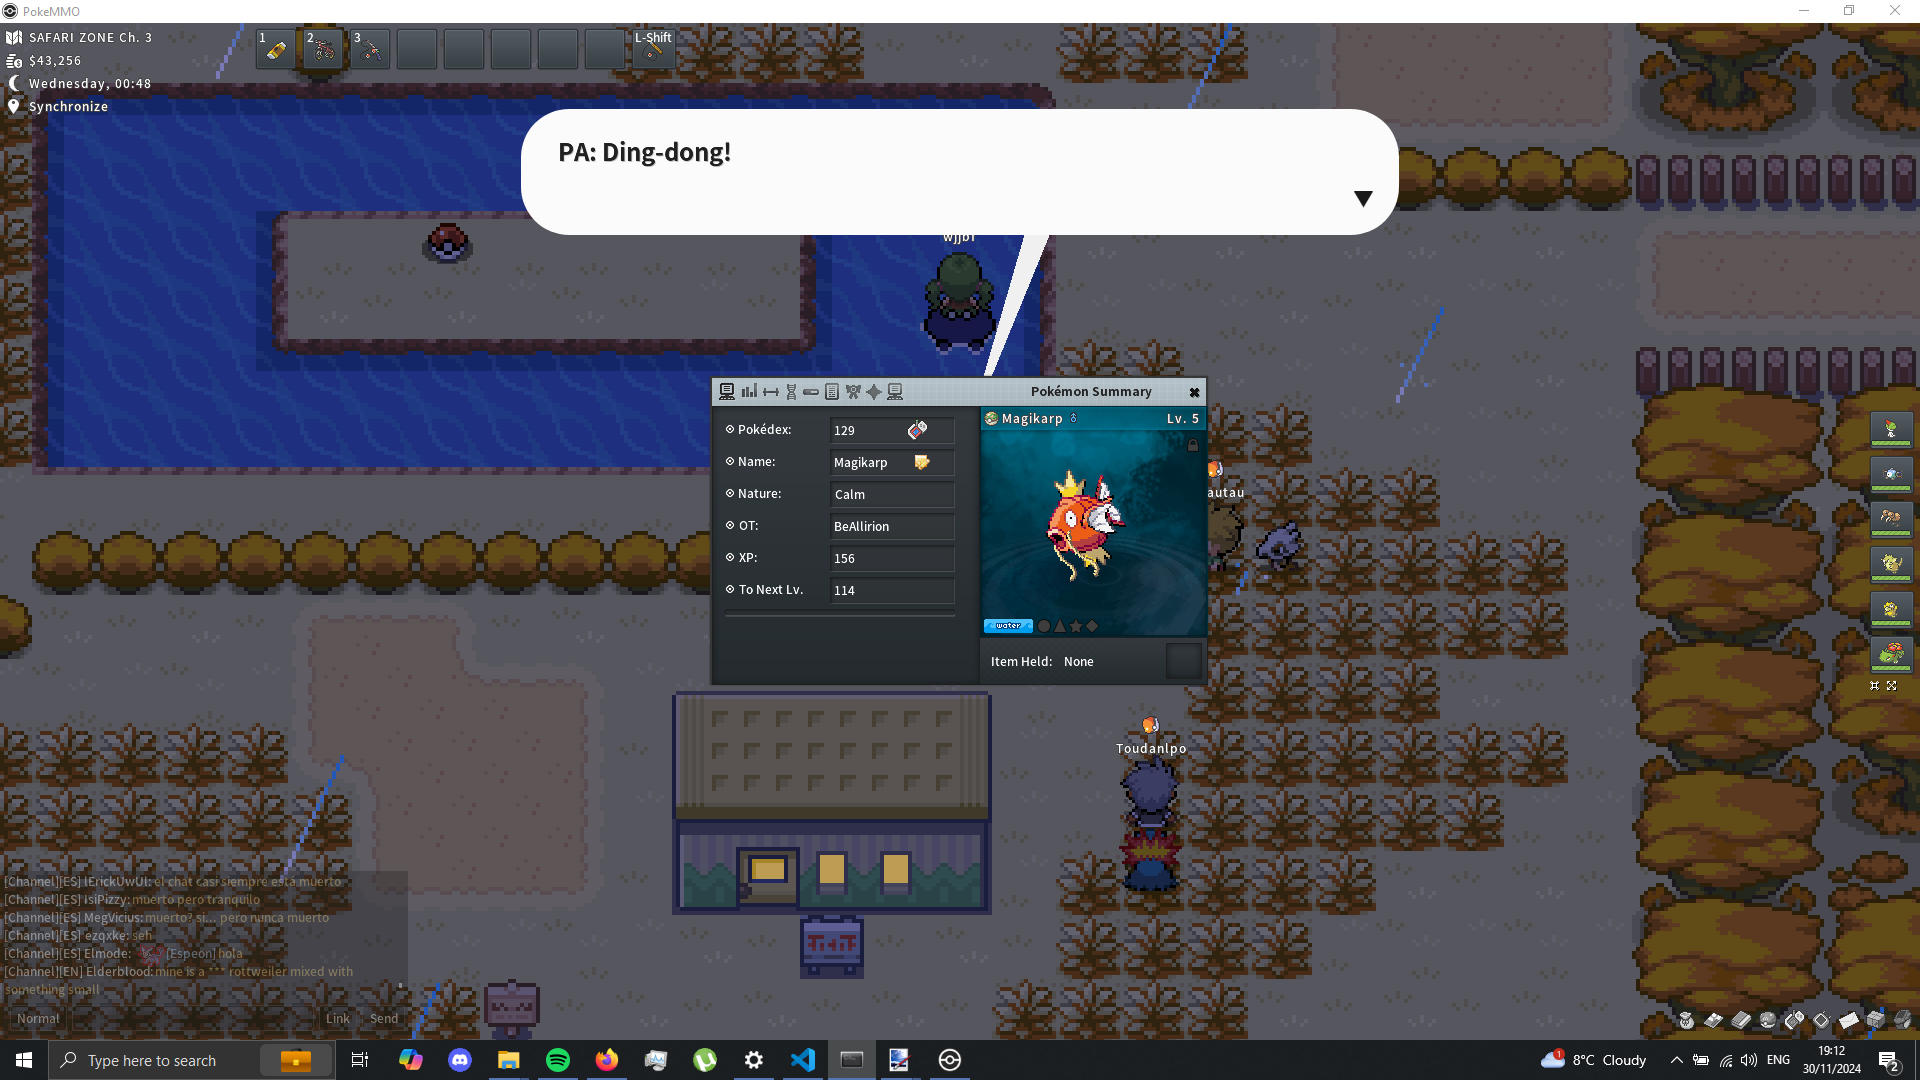 PokeMMO
SAFARI ZONE Ch. 3
$43,256
Wednesday, 00:48
Synchronize
1
2
3
L-Shift
PA: Ding-dong!
wjjbt
Pokémon Summary
Pokédex: 129
Name: Magikarp
Nature: Calm
OT: BeAllirion
XP: 156
To Next Lv. 114
Magikarp Lv. 5
water
Item Held: None
autau
Toudanlpo
[Channel][ES] lErickUwUl: el chat casi siempre esta muerto
[Channel][ES] IsiPizzy: muerto pero tranquilo
[Channel][ES] MegVicius: muerto? si... pero nunca muerto
[Channel][ES] ezqxke: seh
[Channel][ES] Elmode: [Espeon] hola
[Channel][EN] Elderblood: mine is a *** rottweiler mixed with
something small
Normal
Link
Send
Type here to search
1
8°C Cloudy
ENG
19:12
30/11/2024
2